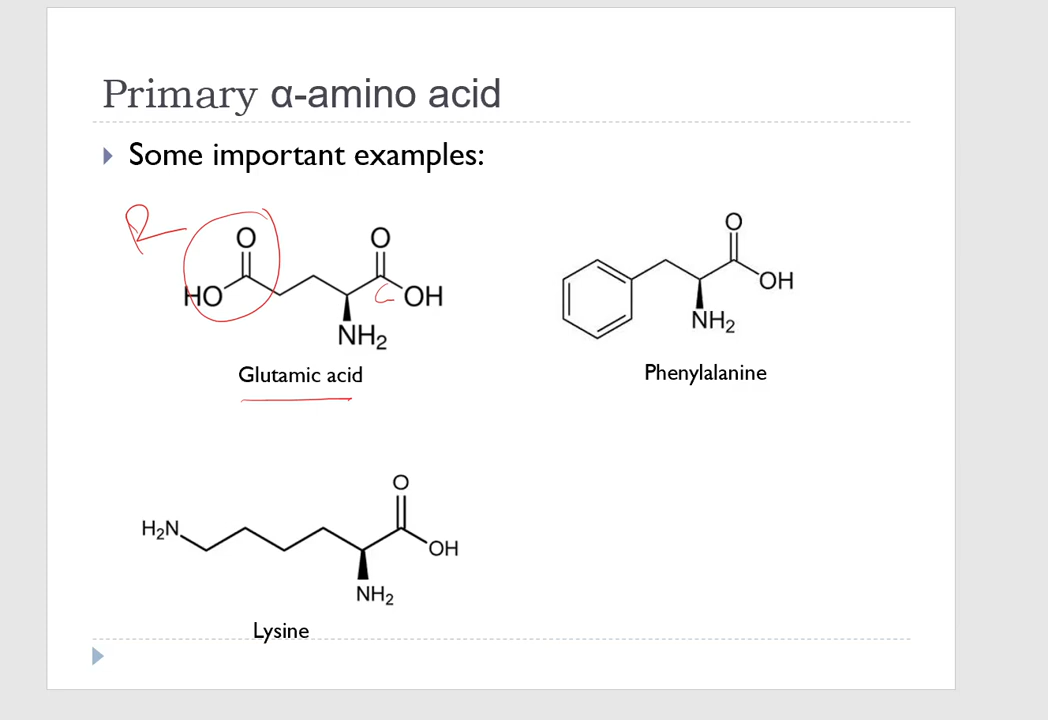 Primary α-amino acid
Some important examples:
R
O
HO
O
C
OH
NH2
Glutamic acid
O
OH
NH2
Phenylalanine
O
H2N
OH
NH2
Lysine